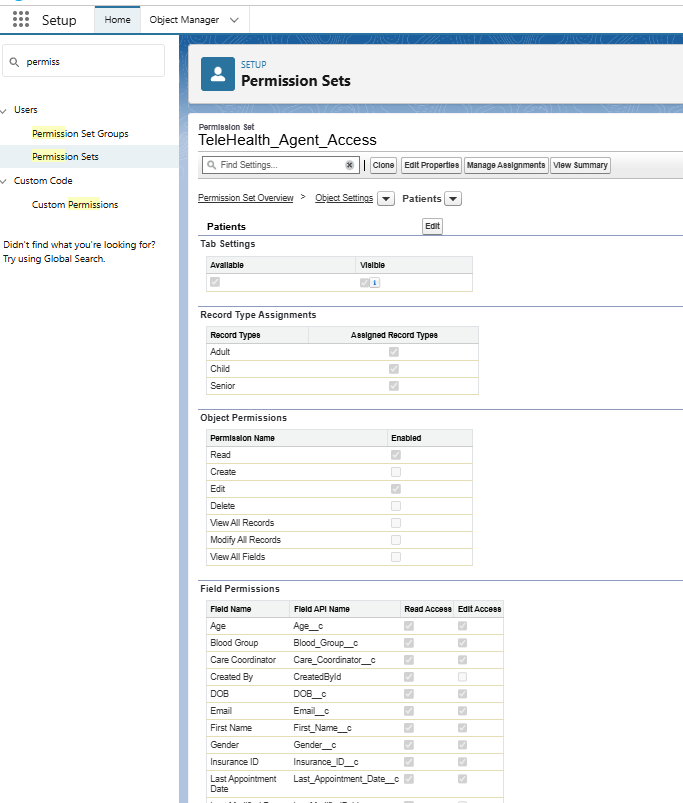 Setup
Home
Object Manager
permiss
Users
Permission Set Groups
Permission Sets
Custom Code
Custom Permissions
Didn't find what you're looking for?
Try using Global Search.
SETUP
Permission Sets
Permission Set
TeleHealth_Agent_Access
Find Settings...
Clone
Edit Properties
Manage Assignments
View Summary
Permission Set Overview > Object Settings Patients
Patients
Edit
Tab Settings
Available Visible
i
Record Type Assignments
Record Types Assigned Record Types
Adult
Child
Senior
Object Permissions
Permission Name Enabled
Read
Create
Edit
Delete
View All Records
Modify All Records
View All Fields
Field Permissions
Field Name Field API Name Read Access Edit Access
Age Age__c
Blood Group Blood_Group__c
Care Coordinator Care_Coordinator__c
Created By CreatedById
DOB DOB__c
Email Email__c
First Name First_Name__c
Gender Gender__c
Insurance ID Insurance_ID__c
Last Appointment Last_Appointment_Date__c
Date